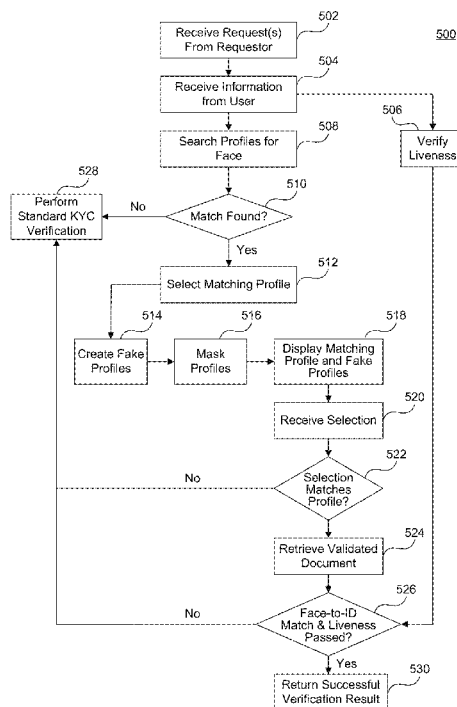 502
Receive Request(s)
From Requestor
500
504
Receive Information
from User
506
508
Verify
Liveness
Search Profiles for
Face
528
510
Perform
Standard KYC
Verification
No
Match Found?
Yes
512
Select Matching Profile
514
516
518
Create Fake
Profiles
Mask
Profiles
Display Matching
Profile and Fake
Profiles
520
Receive Selection
522
No
Selection
Matches
Profile?
524
Retrieve Validated
Document
526
No
Face-to-ID
Match & Liveness
Passed?
Yes
530
Return Successful
Verification Result